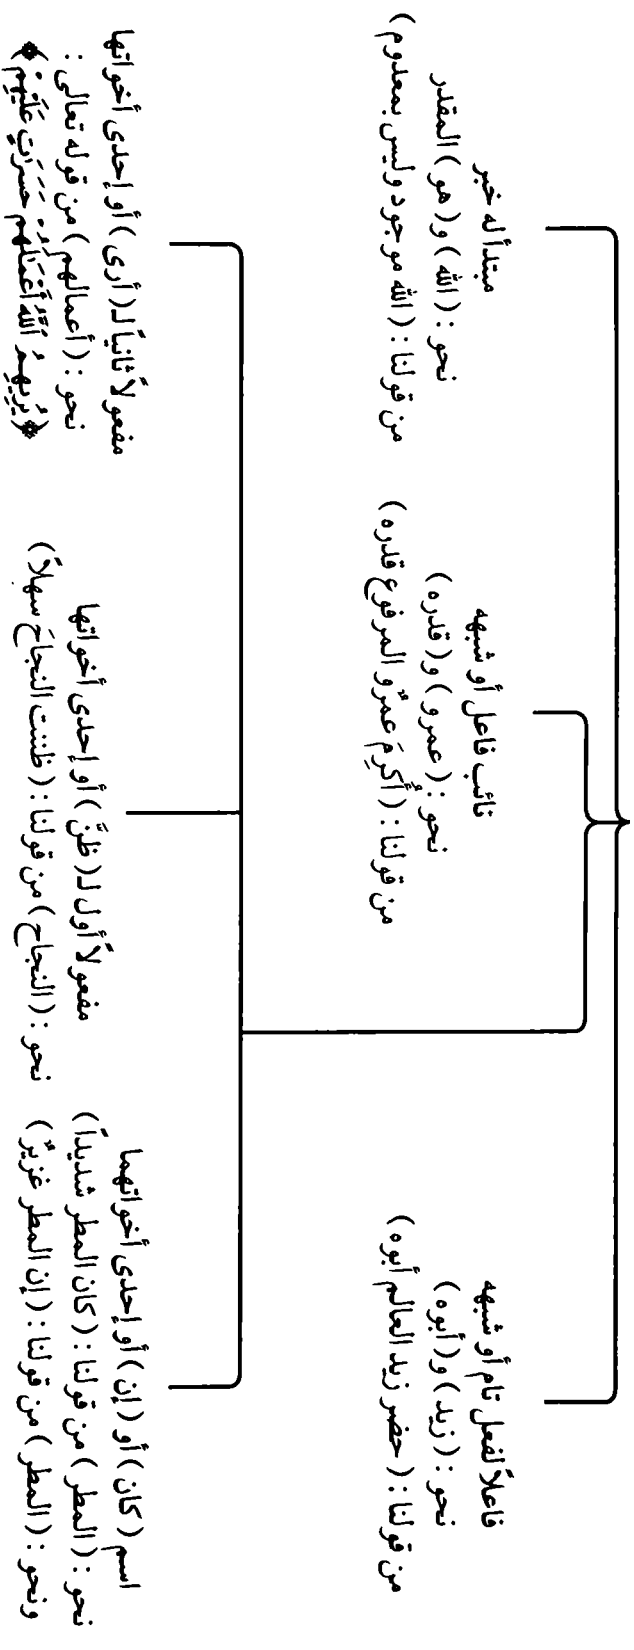 فاعلاً لفعل تام أو شبهه
نحو : (زيد) و (أبوه)
من قولنا : (حضر زيد العالم أبوه)
نائب فاعل أو شبهه
نحو : (عمرو) و (قدره)
من قولنا : (أُكرِمَ عمرٌو المرفوع قدره)
مبتدأ له خبر
نحو : (الله) و (هو) المقدر
من قولنا : (الله موجود وليس بمعدوم)
اسم (كان) أو (إن) أو إحدى أخواتهما
نحو : (المطر) من قولنا : (كان المطر شديداً)
ونحو : (المطر) من قولنا : (إن المطر غزيرٌ)
مفعولاً أول لـ (ظنَّ) أو إحدى أخواتها
نحو : (النجاح) من قولنا : (ظننت النجاحَ سهلاً)
مفعولاً ثانياً لـ (أرى) أو إحدى أخواتها
نحو : (أعمالهم) من قوله تعالى :
﴿يُرِيهِمُ اللَّهُ أَعْمَالَهُمْ حَسَرَاتٍ عَلَيْهِمْ﴾